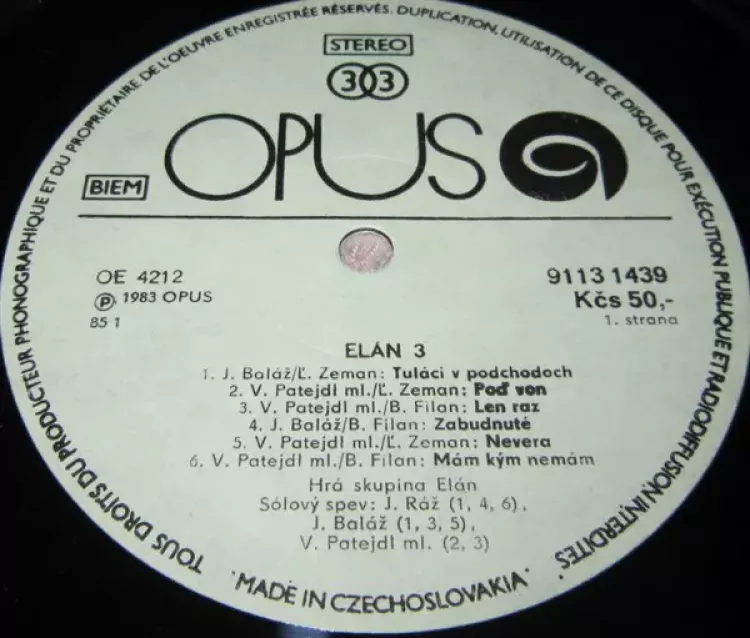 TOUS DROITS DU PRODUCTEUR PHONOGRAPHIQUE ET DU PROPRIÉTAIRE DE L'OEUVRE ENREGISTRÉE RÉSERVÉS. DUPLICATION, UTILISATION DE CE DISQUE POUR EXÉCUTION PUBLIQUE ET RADIODIFFUSION INTERDITES.
STEREO
33
OPUS
BIEM
OE 4212
Ⓟ 1983 OPUS
85 1
9113 1439
Kčs 50,-
1. strana
ELÁN 3
1. J. Baláž/Ľ. Zeman: Tuláci v podchodoch
2. V. Patejdl ml./Ľ. Zeman: Poď von
3. V. Patejdl ml./B. Filan: Len raz
4. J. Baláž/B. Filan: Zabudnuté
5. V. Patejdl ml./Ľ. Zeman: Nevera
6. V. Patejdl ml./B. Filan: Mám kým nemám
Hrá skupina Elán
Sólový spev: J. Ráž (1, 4, 6),
J. Baláž (1, 3, 5),
V. Patejdl ml. (2, 3)
·MADE IN CZECHOSLOVAKIA·